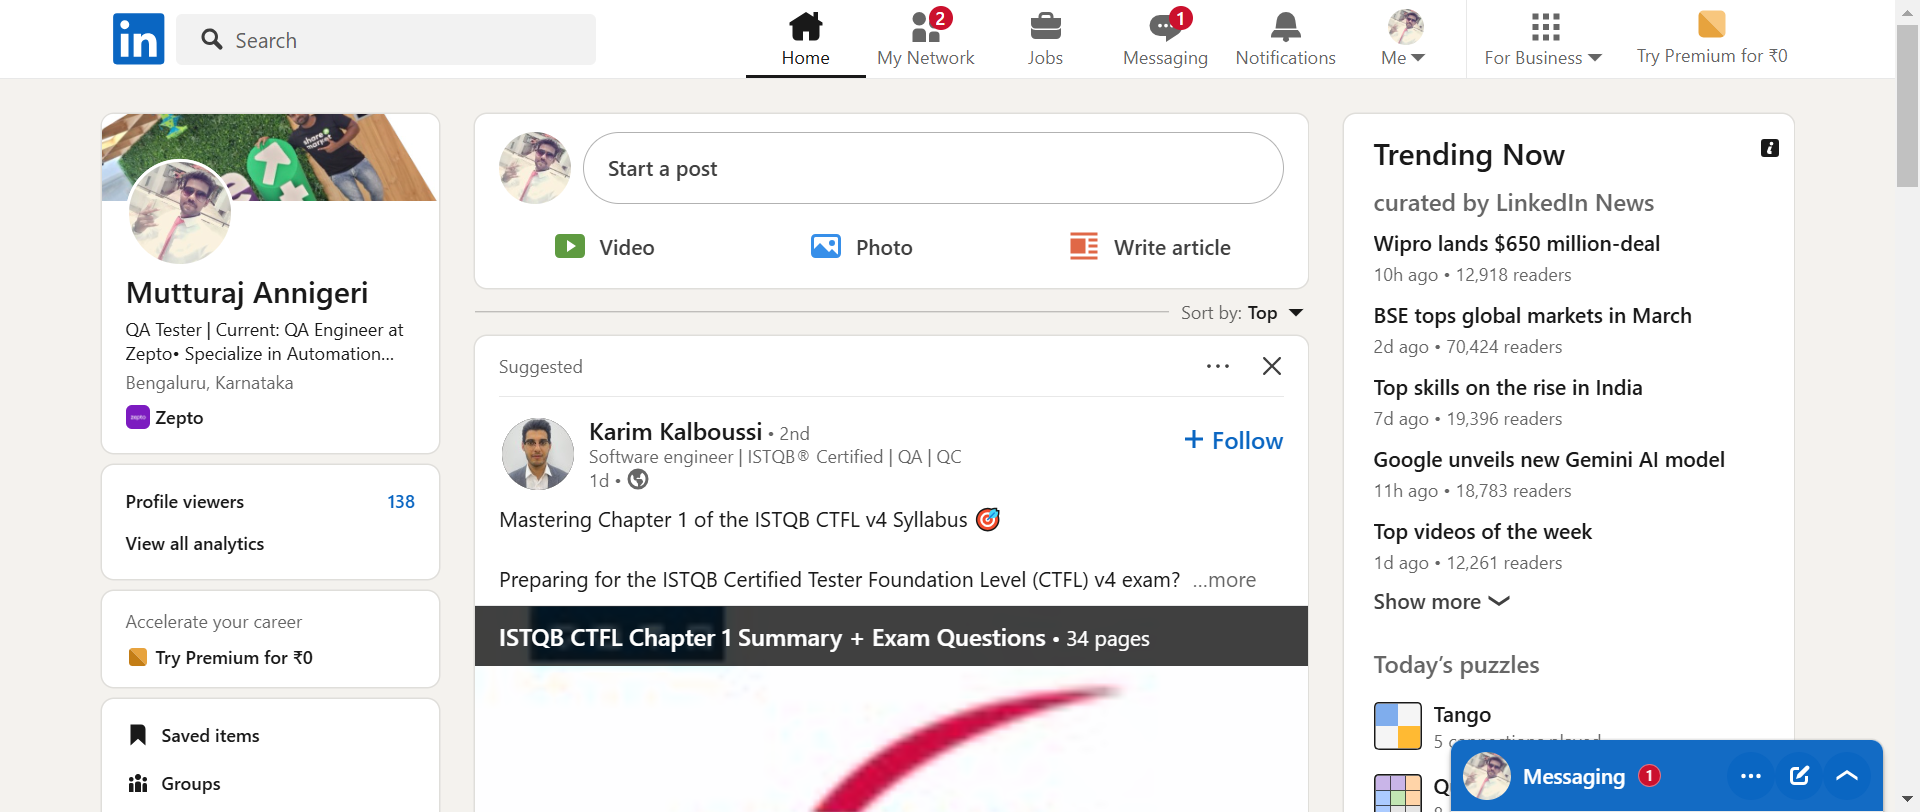 in
Search
Home
2
My Network
Jobs
1
Messaging
Notifications
Me
For Business
Try Premium for ₹0
share
market
Mutturaj Annigeri
QA Tester | Current: QA Engineer at
Zepto• Specialize in Automation...
Bengaluru, Karnataka
zepto
Zepto
Profile viewers
138
View all analytics
Accelerate your career
Try Premium for ₹0
Saved items
Groups
Start a post
Video
Photo
Write article
Sort by: Top
Suggested
Karim Kalboussi • 2nd
Software engineer | ISTQB® Certified | QA | QC
1d •
+ Follow
Mastering Chapter 1 of the ISTQB CTFL v4 Syllabus
Preparing for the ISTQB Certified Tester Foundation Level (CTFL) v4 exam? ...more
ISTQB CTFL Chapter 1 Summary + Exam Questions • 34 pages
Trending Now
curated by LinkedIn News
Wipro lands $650 million-deal
10h ago • 12,918 readers
BSE tops global markets in March
2d ago • 70,424 readers
Top skills on the rise in India
7d ago • 19,396 readers
Google unveils new Gemini AI model
11h ago • 18,783 readers
Top videos of the week
1d ago • 12,261 readers
Show more
Today's puzzles
Tango
5 connections played
Messaging 1